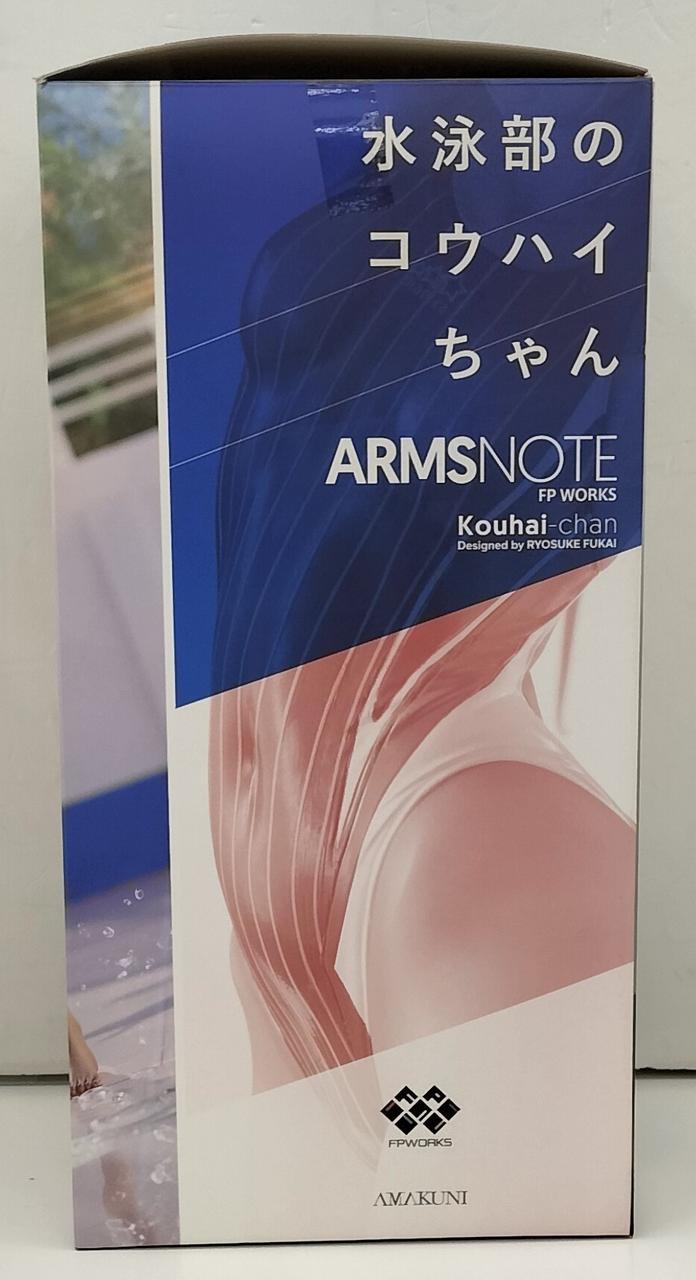 水泳部の
コウハイ
ちゃん
ARMSNOTE
FP WORKS
Kouhai-chan
Designed by RYOSUKE FUKAI
FPWORKS
AMAKUNI